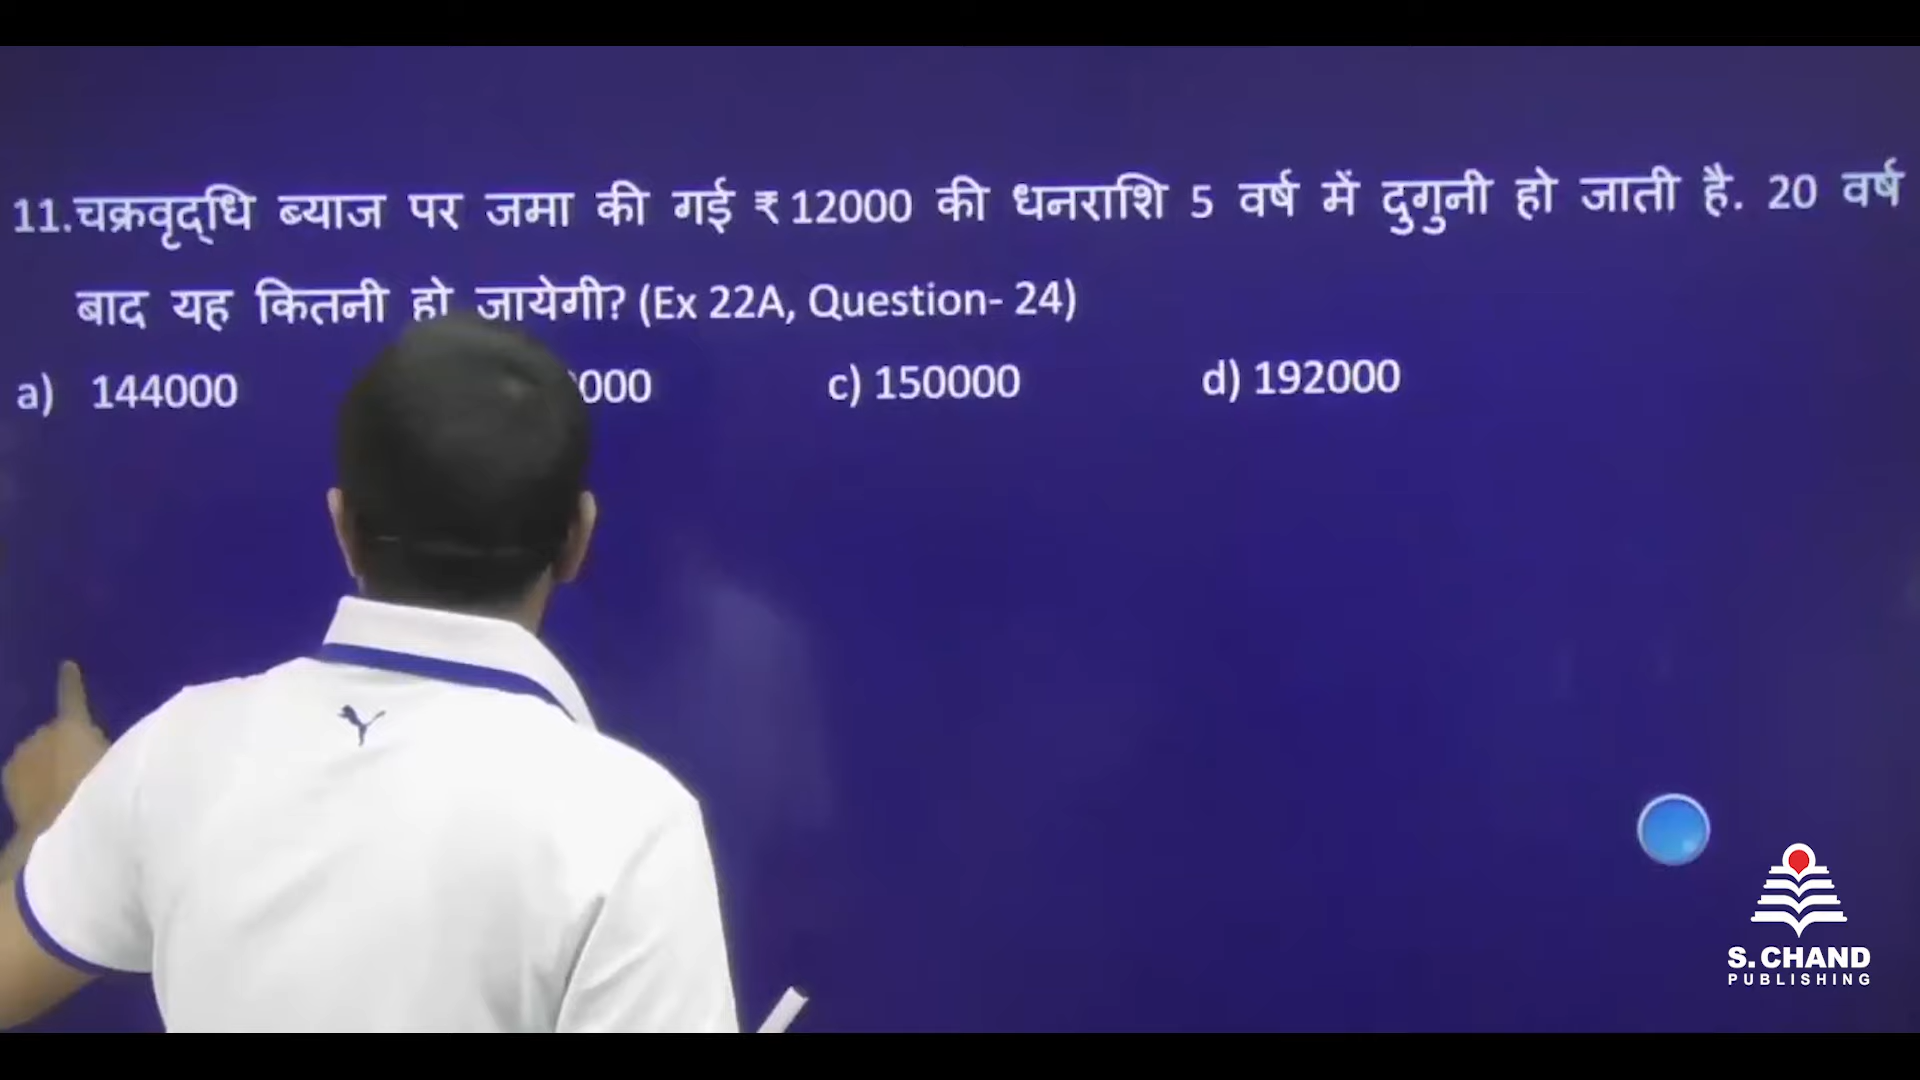 11.चक्रवृद्धि ब्याज पर जमा की गई ₹ 12000 की धनराशि 5 वर्ष में दुगुनी हो जाती है. 20 वर्ष
बाद यह कितनी हो जायेगी? (Ex 22A, Question- 24)
a) 144000 000 c) 150000 d) 192000
S. CHAND
PUBLISHING